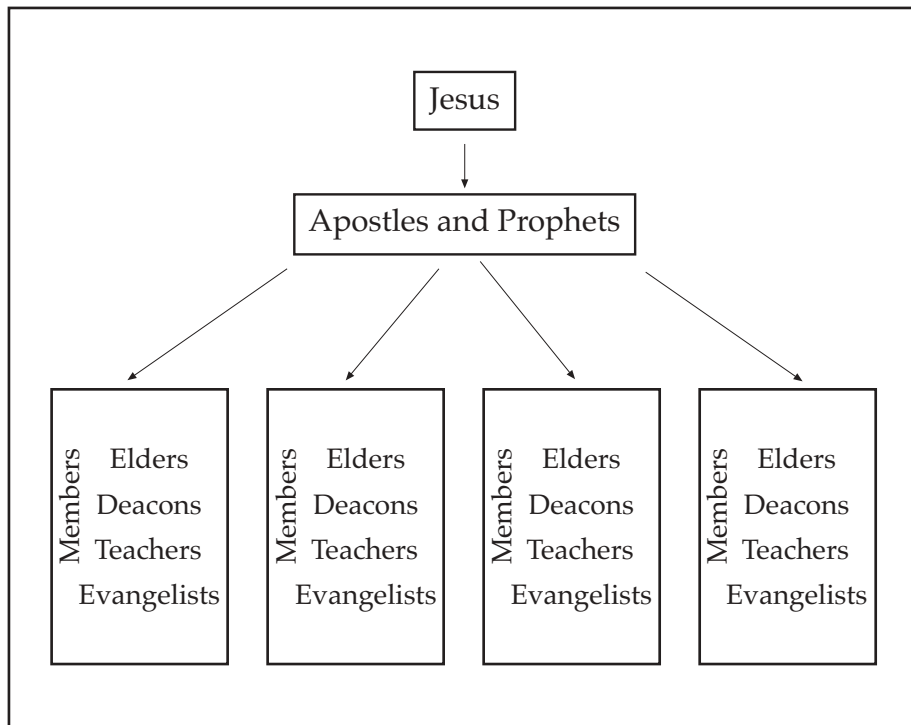 Jesus
Apostles and Prophets
Members
Elders
Deacons
Teachers
Evangelists
Members
Elders
Deacons
Teachers
Evangelists
Members
Elders
Deacons
Teachers
Evangelists
Members
Elders
Deacons
Teachers
Evangelists